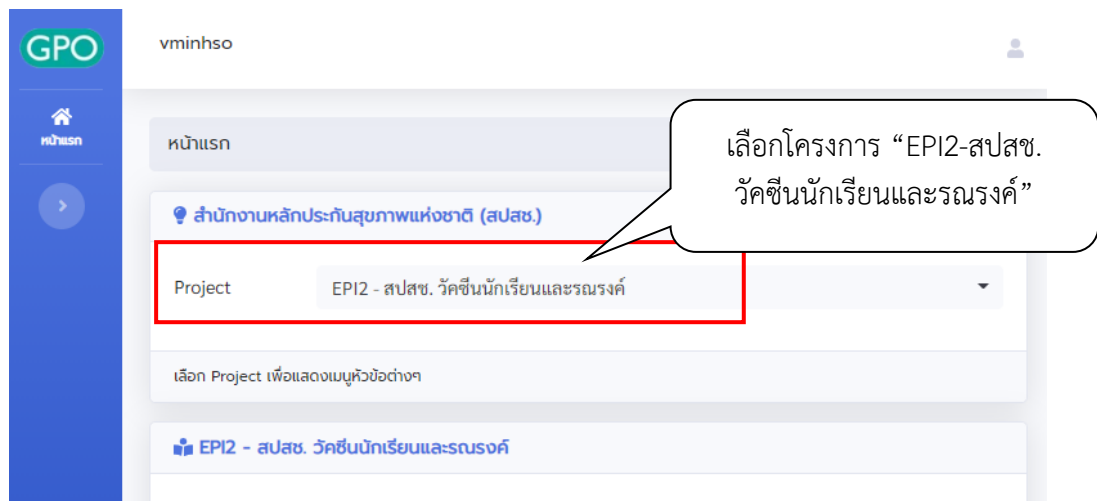 GPO
vminhso
หน้าแรก
หน้าแรก
เลือกโครงการ “EPI2-สปสช.
วัคซีนนักเรียนและรณรงค์”
สำนักงานหลักประกันสุขภาพแห่งชาติ (สปสช.)
Project
EPI2 - สปสช. วัคซีนนักเรียนและรณรงค์
เลือก Project เพื่อแสดงเมนูหัวข้อต่างๆ
EPI2 - สปสช. วัคซีนนักเรียนและรณรงค์